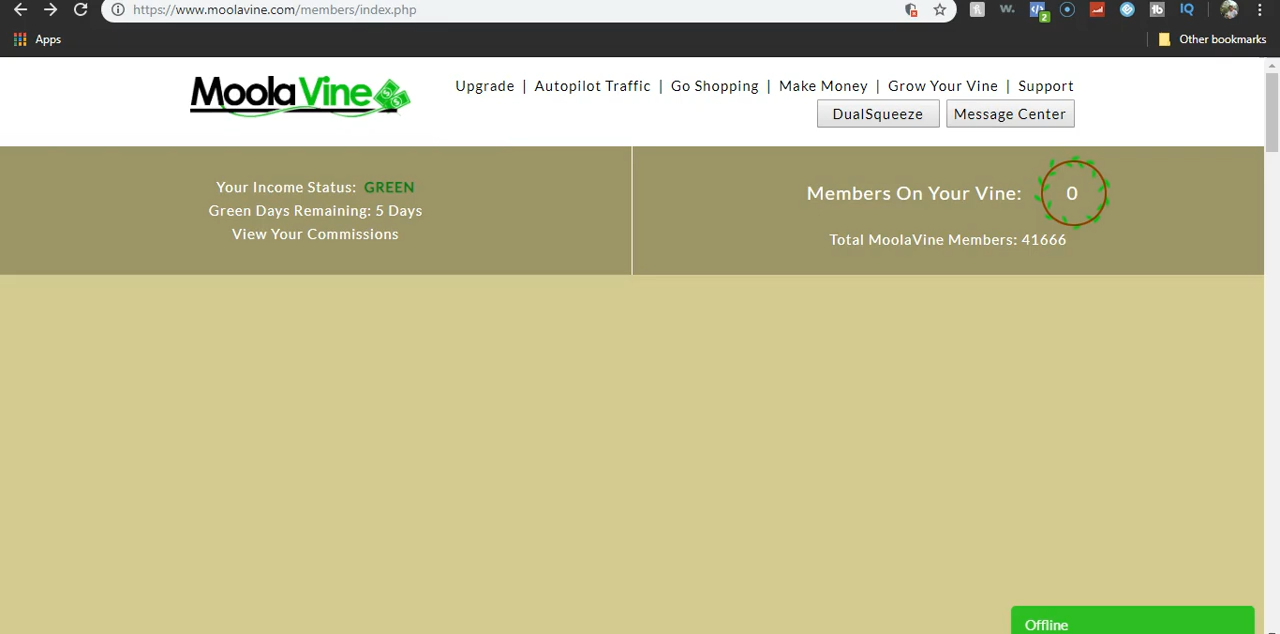 https://www.moolavine.com/members/index.php
Apps
Other bookmarks
MoolaVine
Upgrade | Autopilot Traffic | Go Shopping | Make Money | Grow Your Vine | Support
DualSqueeze
Message Center
Your Income Status: GREEN
Green Days Remaining: 5 Days
View Your Commissions
Members On Your Vine: 0
Total MoolaVine Members: 41666
Offline